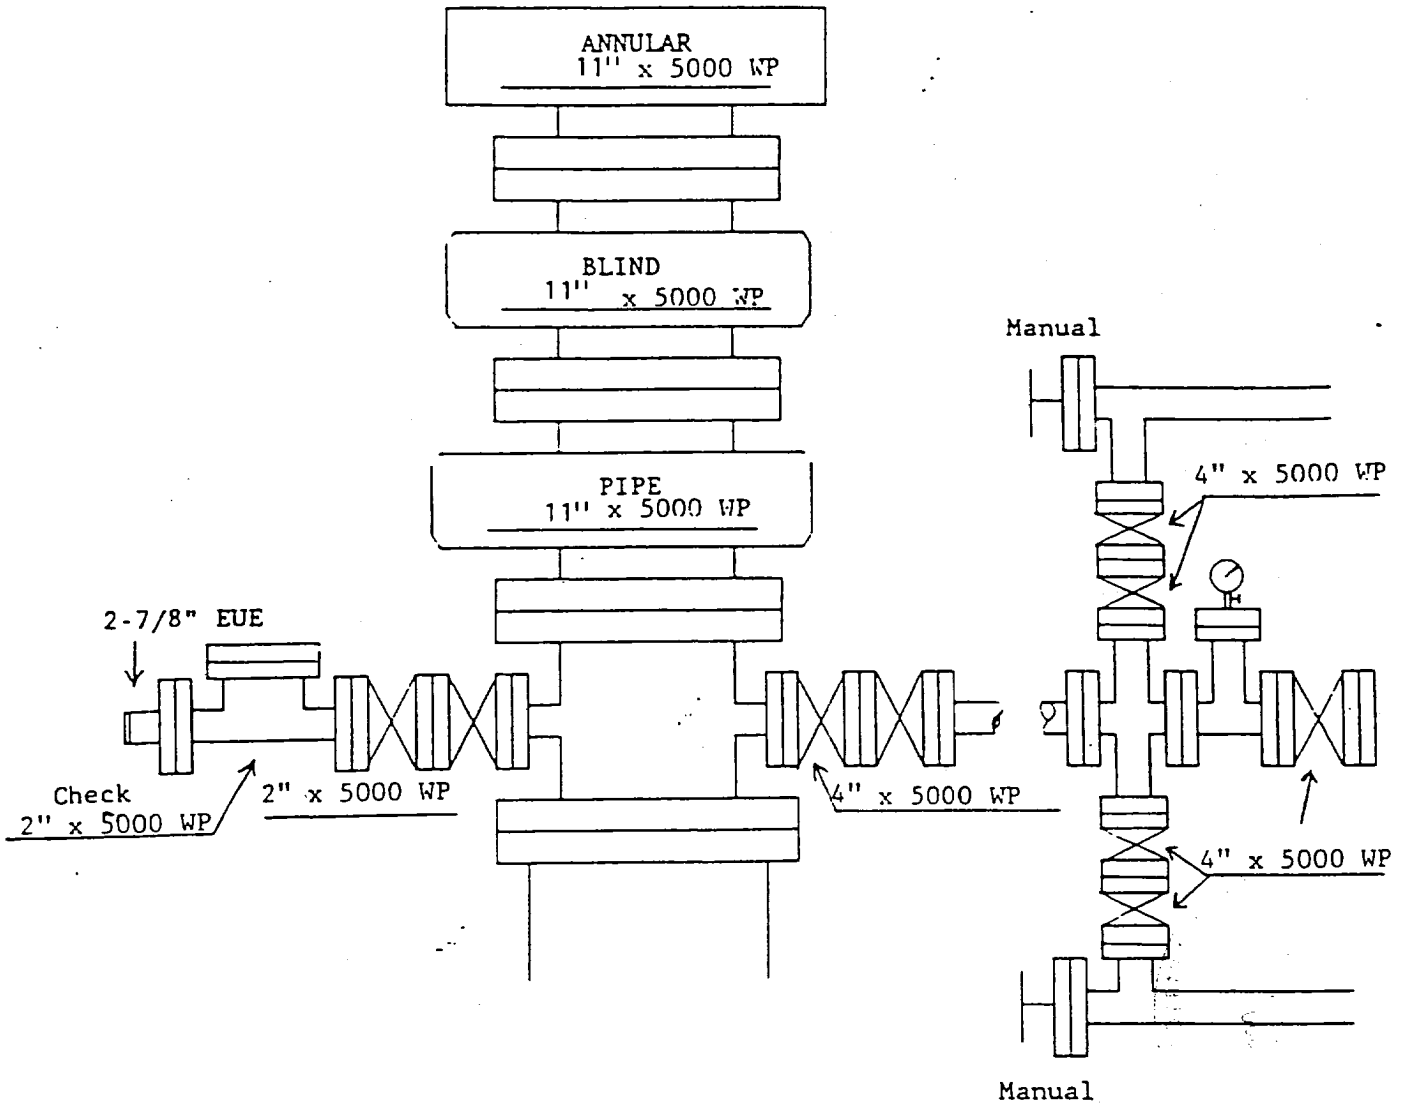 ANNULAR
11" x 5000 WP
BLIND
11" x 5000 WP
Manual
PIPE
11" x 5000 WP
4" x 5000 WP
2-7/8" EUE
Check
2" x 5000 WP
2" x 5000 WP
4" x 5000 WP
4" x 5000 WP
Manual